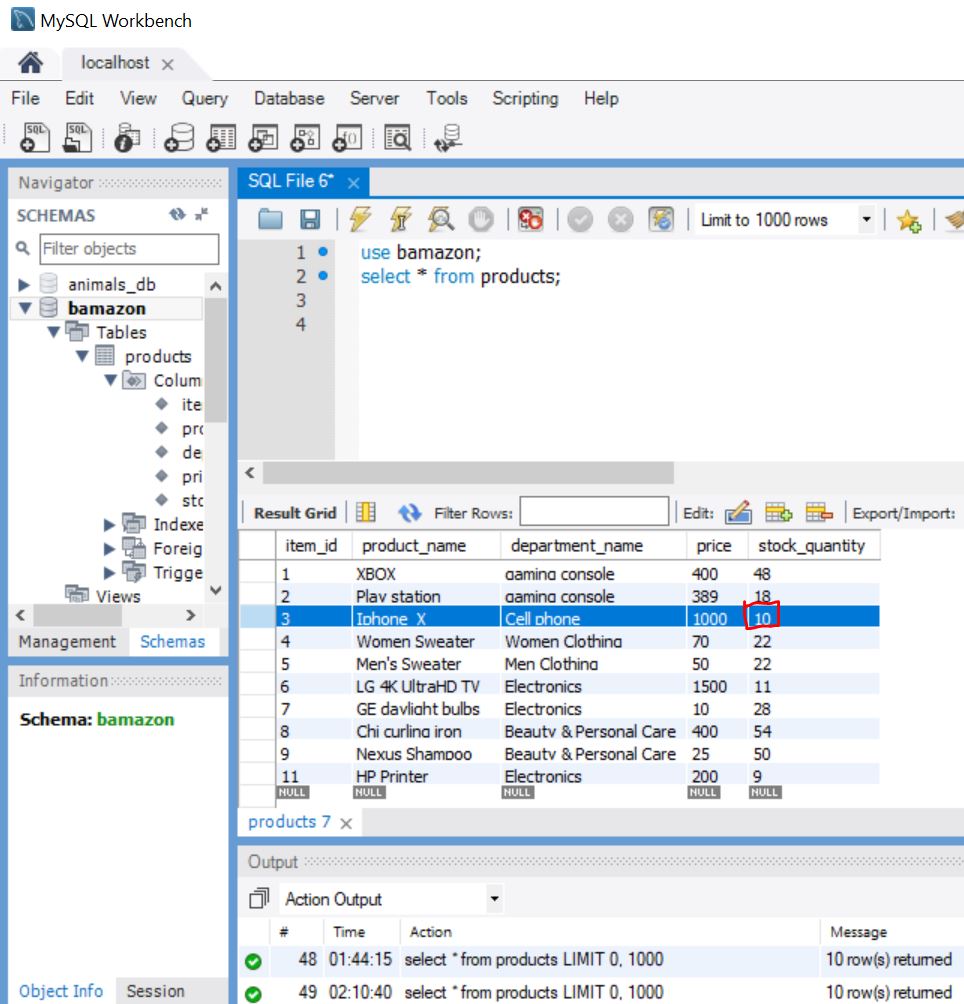 MySQL Workbench
localhost
File Edit View Query Database Server Tools Scripting Help
Navigator
SCHEMAS
Filter objects
animals_db
bamazon
Tables
products
Colum
ite
pro
de
pri
sto
Indexe
Foreig
Trigge
Views
Management Schemas
Information
Schema: bamazon
Object Info Session
SQL File 6*
Limit to 1000 rows
1 use bamazon;
2 select * from products;
3
4
Result Grid Filter Rows: Edit: Export/Import:
item_id product_name department_name price stock_quantity
1 XBOX gaming console 400 48
2 Play station gaming console 389 18
3 Iphone X Cell phone 1000 10
4 Women Sweater Women Clothing 70 22
5 Men's Sweater Men Clothing 50 22
6 LG 4K UltraHD TV Electronics 1500 11
7 GE daylight bulbs Electronics 10 28
8 Chi curling iron Beauty & Personal Care 400 54
9 Nexus Shampoo Beauty & Personal Care 25 50
11 HP Printer Electronics 200 9
NULL NULL NULL NULL NULL
products 7
Output
Action Output
# Time Action Message
48 01:44:15 select * from products LIMIT 0, 1000 10 row(s) returned
49 02:10:40 select * from products LIMIT 0, 1000 10 row(s) returned